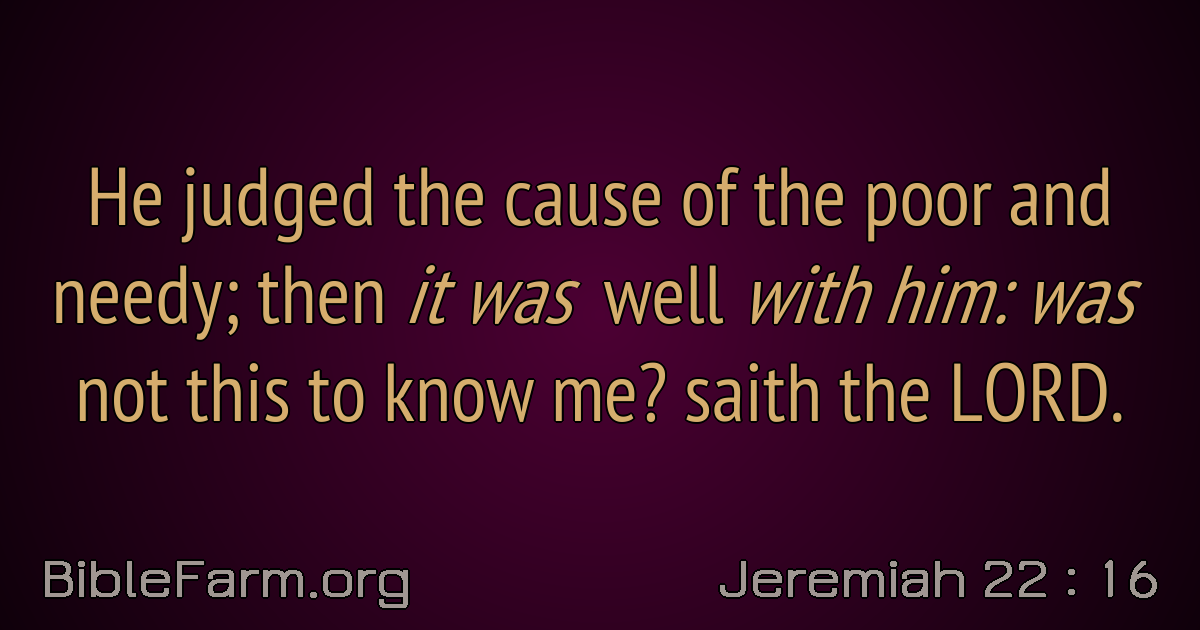 He judged the cause of the poor and
needy; then it was well with him: was
not this to know me? saith the LORD.
BibleFarm.org
Jeremiah 22 : 16